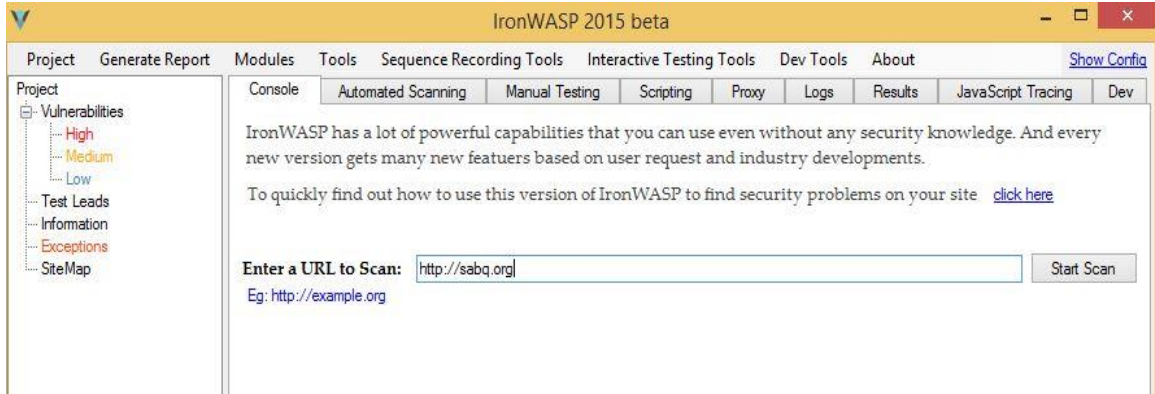 IronWASP 2015 beta
Project Generate Report Modules Tools Sequence Recording Tools Interactive Testing Tools Dev Tools About Show Config
Project
Vulnerabilities
High
Medium
Low
Test Leads
Information
Exceptions
SiteMap
Console Automated Scanning Manual Testing Scripting Proxy Logs Results JavaScript Tracing Dev
IronWASP has a lot of powerful capabilities that you can use even without any security knowledge. And every
new version gets many new featuers based on user request and industry developments.
To quickly find out how to use this version of IronWASP to find security problems on your site click here
Enter a URL to Scan: http://sabq.org Start Scan
Eg: http://example.org